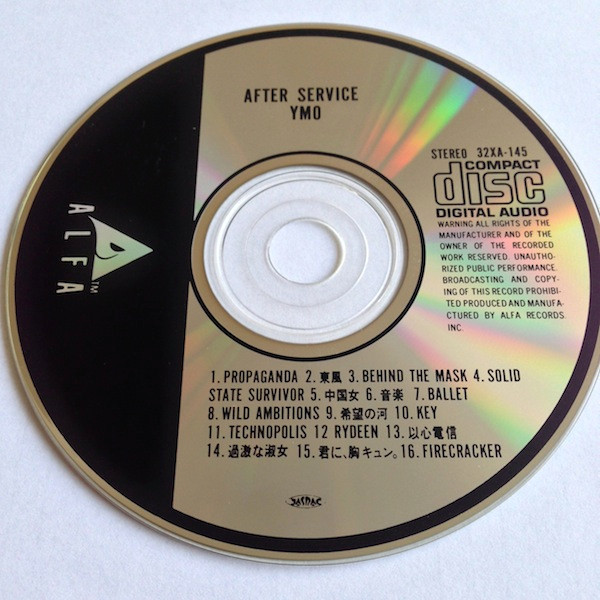 AFTER SERVICE
YMO
STEREO 32XA-145
COMPACT
disc
DIGITAL AUDIO
WARNING ALL RIGHTS OF THE
MANUFACTURER AND OF THE
OWNER OF THE RECORDED
WORK RESERVED. UNAUTHO-
RIZED PUBLIC PERFORMANCE.
BROADCASTING AND COPY-
ING OF THIS RECORD PROHIBI-
TED PRODUCED AND MANUFA-
CTURED BY ALFA RECORDS.
INC.
ALFA
TM
1. PROPAGANDA 2. 東風 3. BEHIND THE MASK 4. SOLID
STATE SURVIVOR 5. 中国女 6. 音楽 7. BALLET
8. WILD AMBITIONS 9. 希望の河 10. KEY
11. TECHNOPOLIS 12 RYDEEN 13. 以心電信
14. 過激な淑女 15. 君に、胸キュン。16. FIRECRACKER
JASRAC